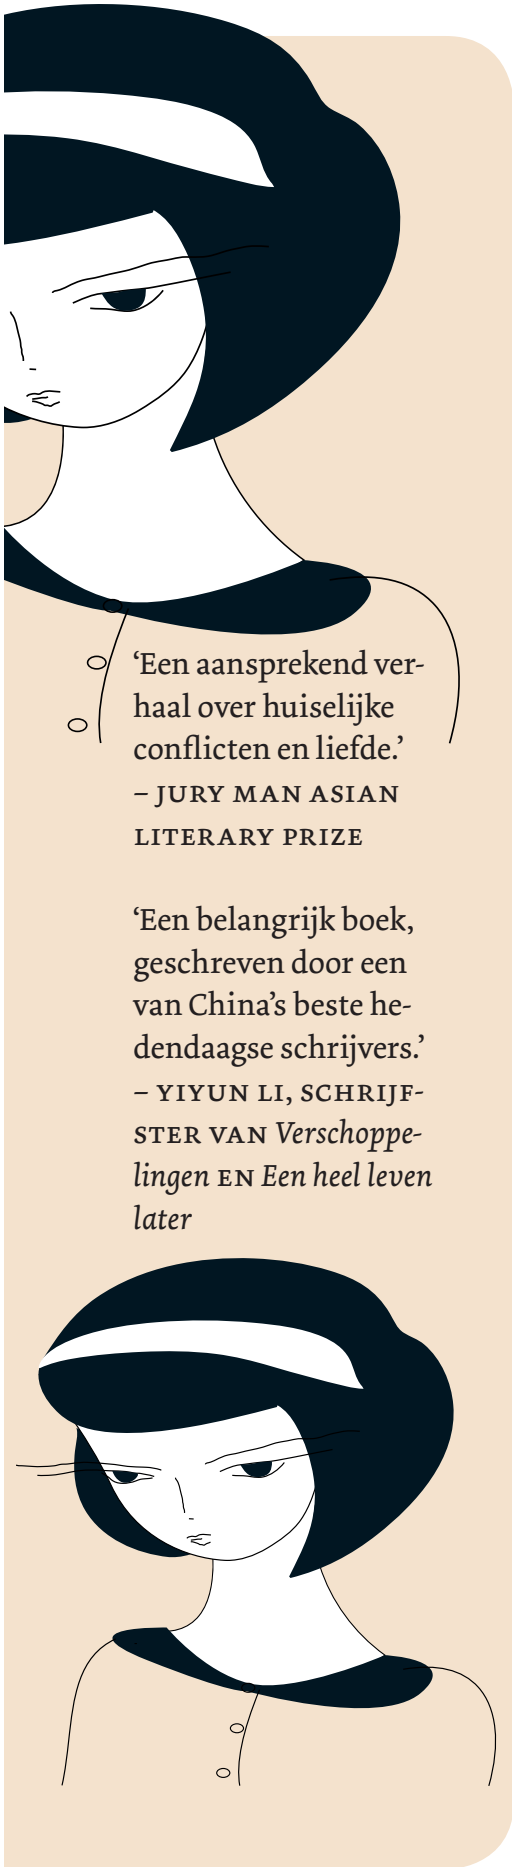 ‘Een aansprekend ver-
haal over huiselijke
conflicten en liefde.’
– JURY MAN ASIAN
LITERARY PRIZE
‘Een belangrijk boek,
geschreven door een
van China’s beste he-
dendaagse schrijvers.’
– YIYUN LI, SCHRIJF-
STER VAN Verschoppe-
lingen EN Een heel leven
later